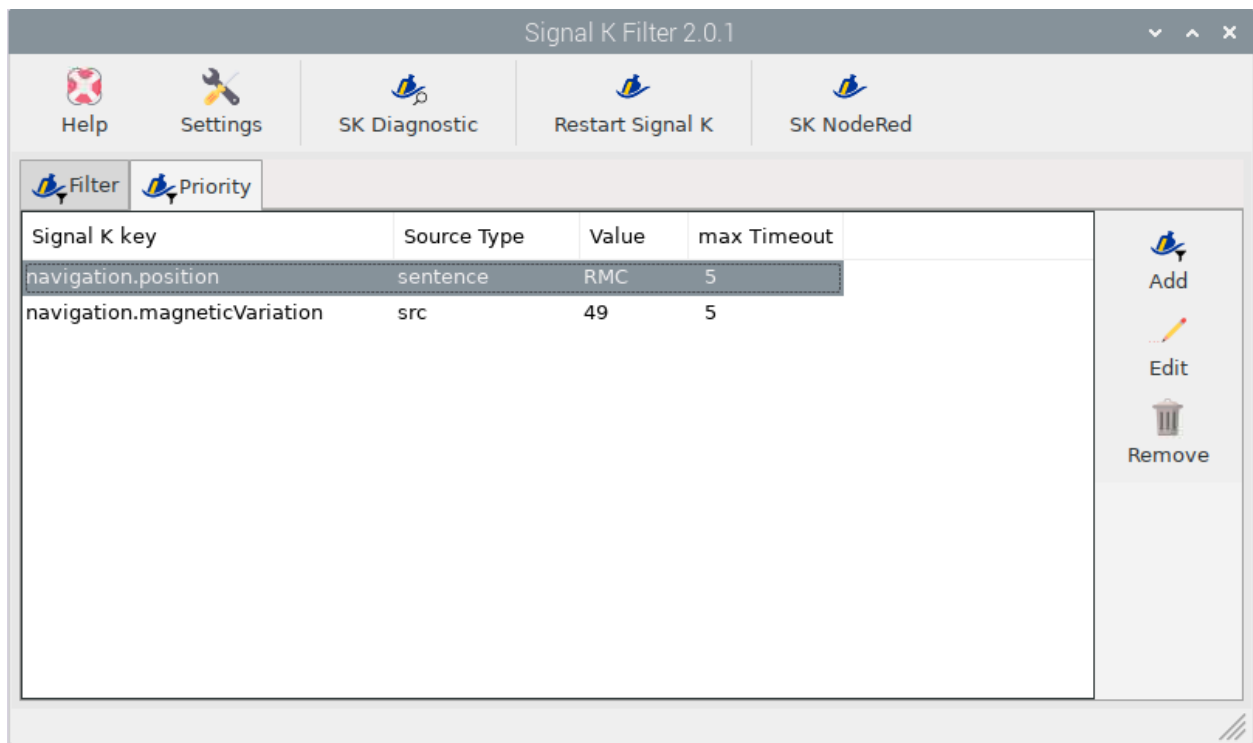 Signal K Filter 2.0.1
Help Settings SK Diagnostic Restart Signal K SK NodeRed
Filter Priority
Signal K key Source Type Value max Timeout
navigation.position sentence RMC 5
navigation.magneticVariation src 49 5
Add
Edit
Remove